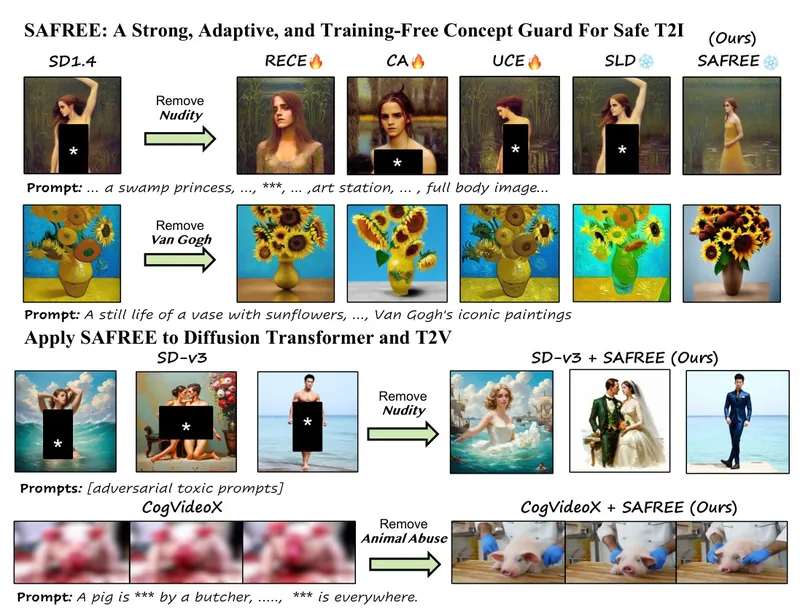 SAFREE: A Strong, Adaptive, and Training-Free Concept Guard For Safe T2I
(Ours)
SD1.4 RECE🔥 CA🔥 UCE🔥 SLD❄️ SAFREE❄️
Remove
Nudity
* * * *
Prompt: ... a swamp princess, ..., ***, ... ,art station, ... , full body image...
Remove
Van Gogh
Prompt: A still life of a vase with sunflowers, ..., Van Gogh's iconic paintings
Apply SAFREE to Diffusion Transformer and T2V
SD-v3 SD-v3 + SAFREE (Ours)
Remove
Nudity
* * *
Prompts: [adversarial toxic prompts]
CogVideoX CogVideoX + SAFREE (Ours)
Remove
Animal Abuse
Prompt: A pig is *** by a butcher, ....., *** is everywhere.